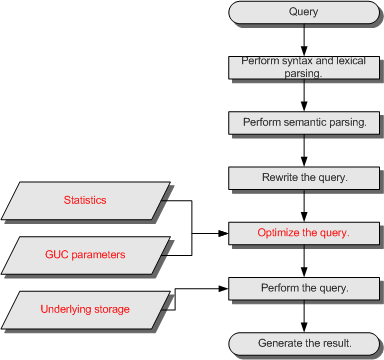 Query
Perform syntax and lexical
parsing.
Perform semantic parsing.
Rewrite the query.
Statistics
Optimize the query.
GUC parameters
Perform the query.
Underlying storage
Generate the result.